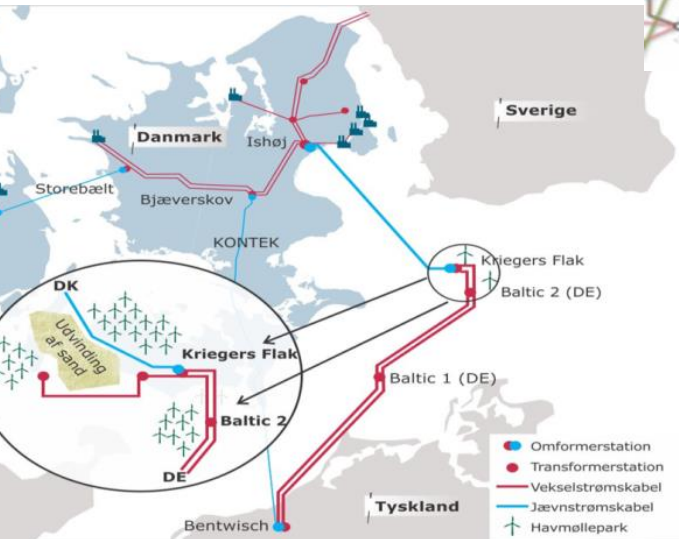 Sverige
Danmark
Ishøj
Storebælt
Bjæverskov
KONTEK
Kriegers Flak
Baltic 2 (DE)
DK
Udvinding
af sand
Kriegers Flak
Baltic 1 (DE)
Baltic 2
DE
Bentwisch
Tyskland
Omformerstation
Transformerstation
Vekselstrømskabel
Jævnstrømskabel
Havmøllepark